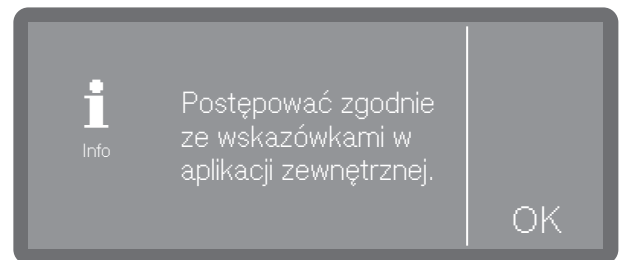 Info
Postępować zgodnie
ze wskazówkami w
aplikacji zewnętrznej.
OK